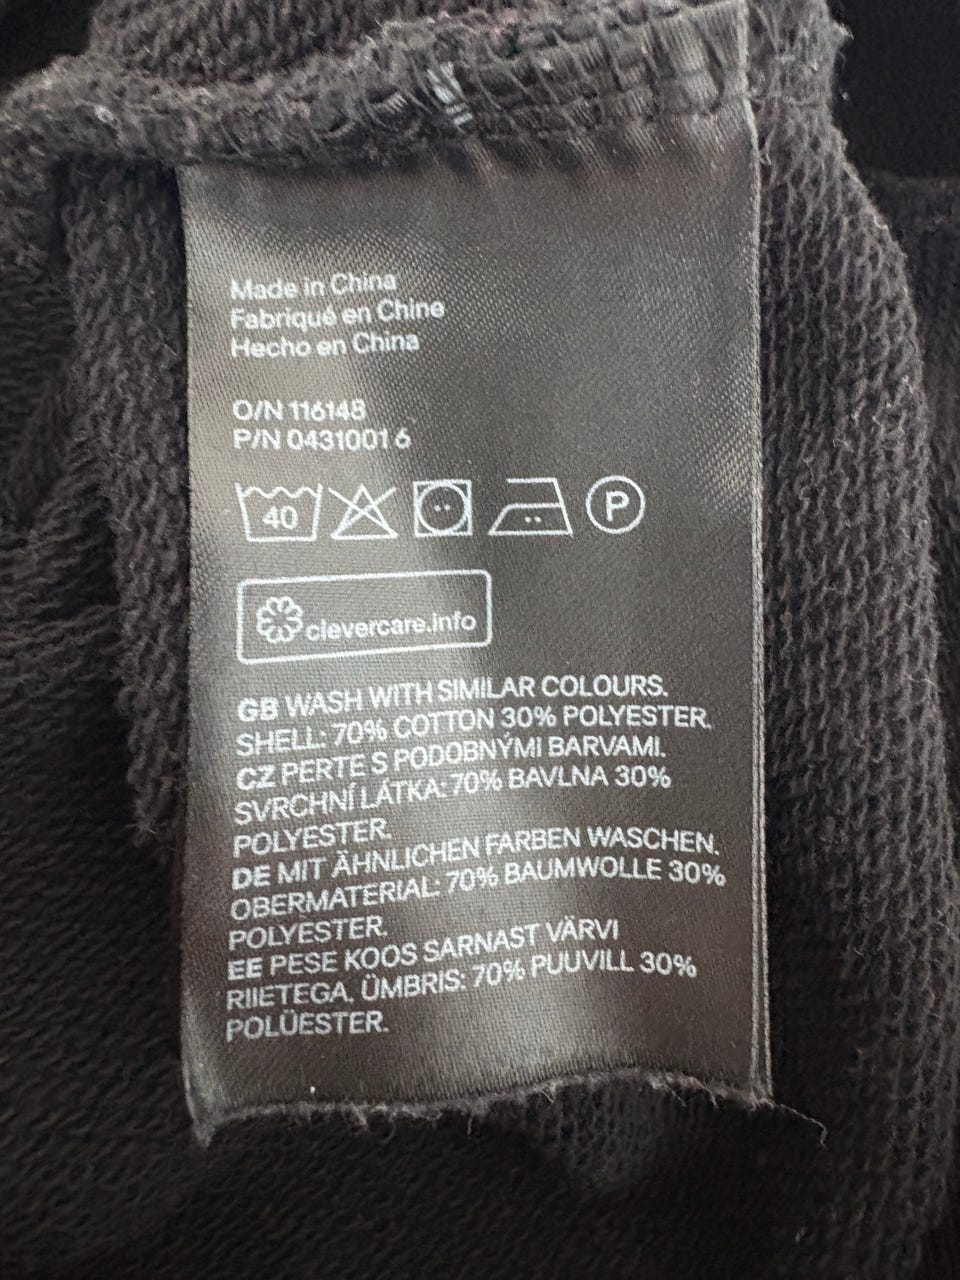 Made in China
Fabriqué en Chine
Hecho en China
O/N 116148
P/N 04310016
40 P
clevercare.info
GB WASH WITH SIMILAR COLOURS.
SHELL: 70% COTTON 30% POLYESTER.
CZ PERTE S PODOBNÝMI BARVAMI.
SVRCHNÍ LÁTKA: 70% BAVLNA 30%
POLYESTER.
DE MIT ÄHNLICHEN FARBEN WASCHEN.
OBERMATERIAL: 70% BAUMWOLLE 30%
POLYESTER.
EE PESE KOOS SARNAST VÄRVI
RIIETEGA. ÜMBRIS: 70% PUUVILL 30%
POLÜESTER.